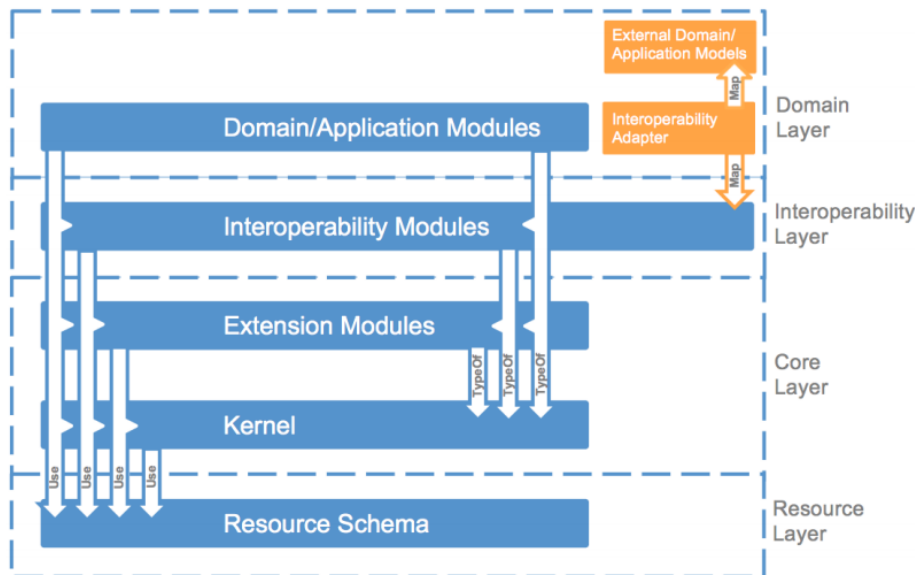 External Domain/
Application Models
Map
Domain/Application Modules
Interoperability
Adapter
Domain
Layer
Map
Interoperability Modules
Interoperability
Layer
Extension Modules
TypeOf
TypeOf
TypeOf
Core
Layer
Kernel
Use
Use
Use
Use
Resource Schema
Resource
Layer